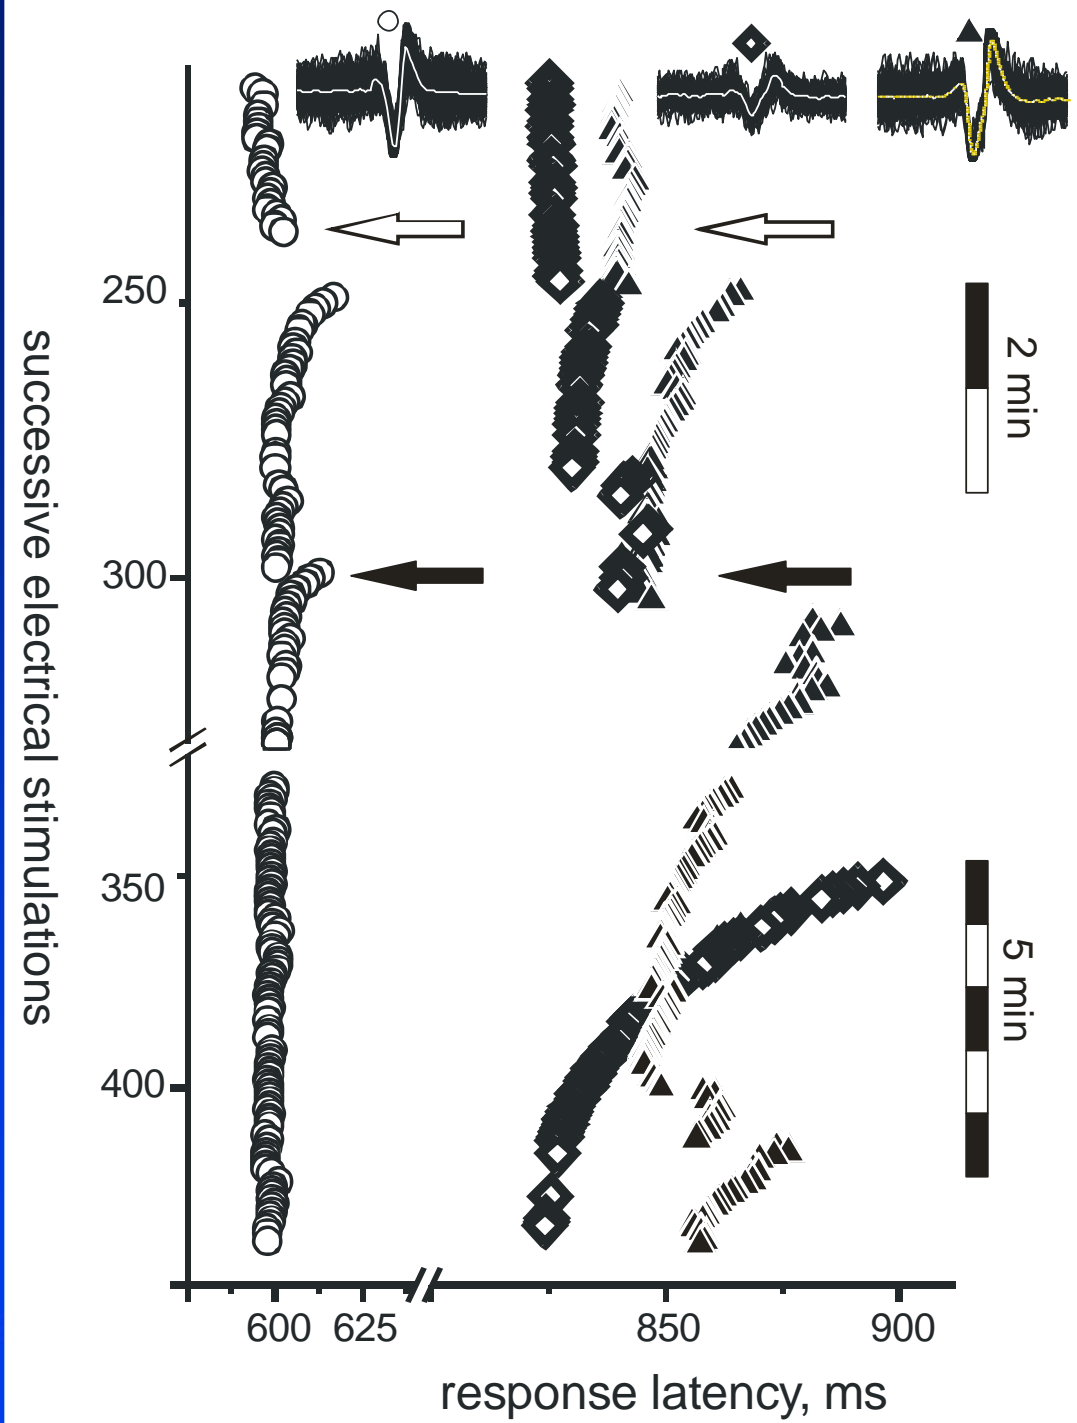 250
300
350
400
successive electrical stimulations
2 min
5 min
600
625
850
900
response latency, ms